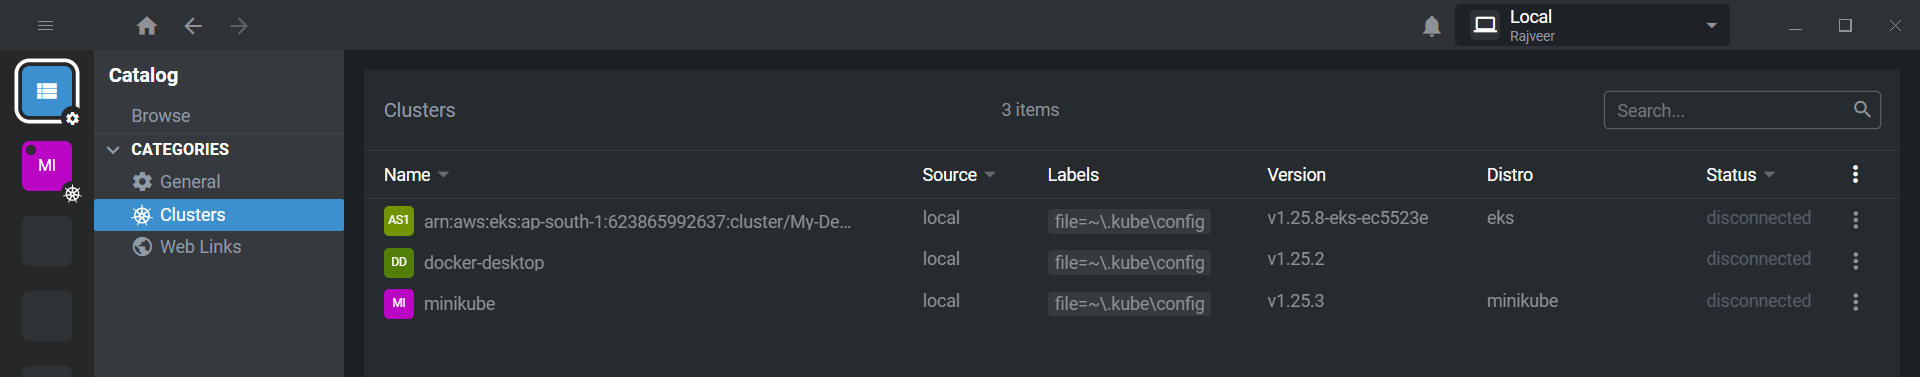 Local
Rajveer
Catalog
Browse
CATEGORIES
General
Clusters
Web Links
MI
Clusters 3 items Search...
Name Source Labels Version Distro Status
AS1 arn:aws:eks:ap-south-1:623865992637:cluster/My-De... local file=~\.kube\config v1.25.8-eks-ec5523e eks disconnected
DD docker-desktop local file=~\.kube\config v1.25.2 disconnected
MI minikube local file=~\.kube\config v1.25.3 minikube disconnected